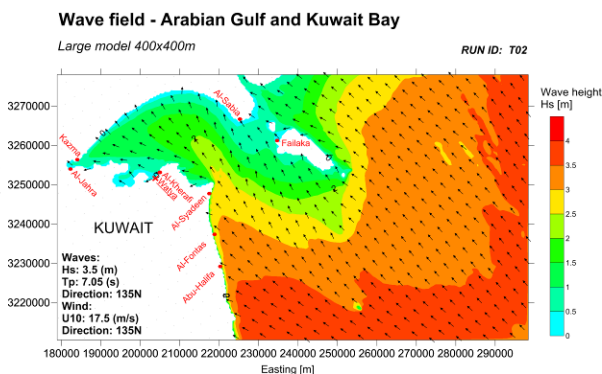 Wave field - Arabian Gulf and Kuwait Bay
Large model 400x400m
RUN ID: T02
Wave height
Hs [m]
4
3.5
3
2.5
2
1.5
1
0.5
0
3270000
3260000
3250000
3240000
3230000
3220000
Al-Sabia
Failaka
Kazma
Al-Jahra
Al-Kherafi
Al-Syadeen
Al-Fontas
Abu-Halifa
KUWAIT
Waves:
Hs: 3.5 (m)
Tp: 7.05 (s)
Direction: 135N
Wind:
U10: 17.5 (m/s)
Direction: 135N
180000 190000 200000 210000 220000 230000 240000 250000 260000 270000 280000 290000
Easting [m]